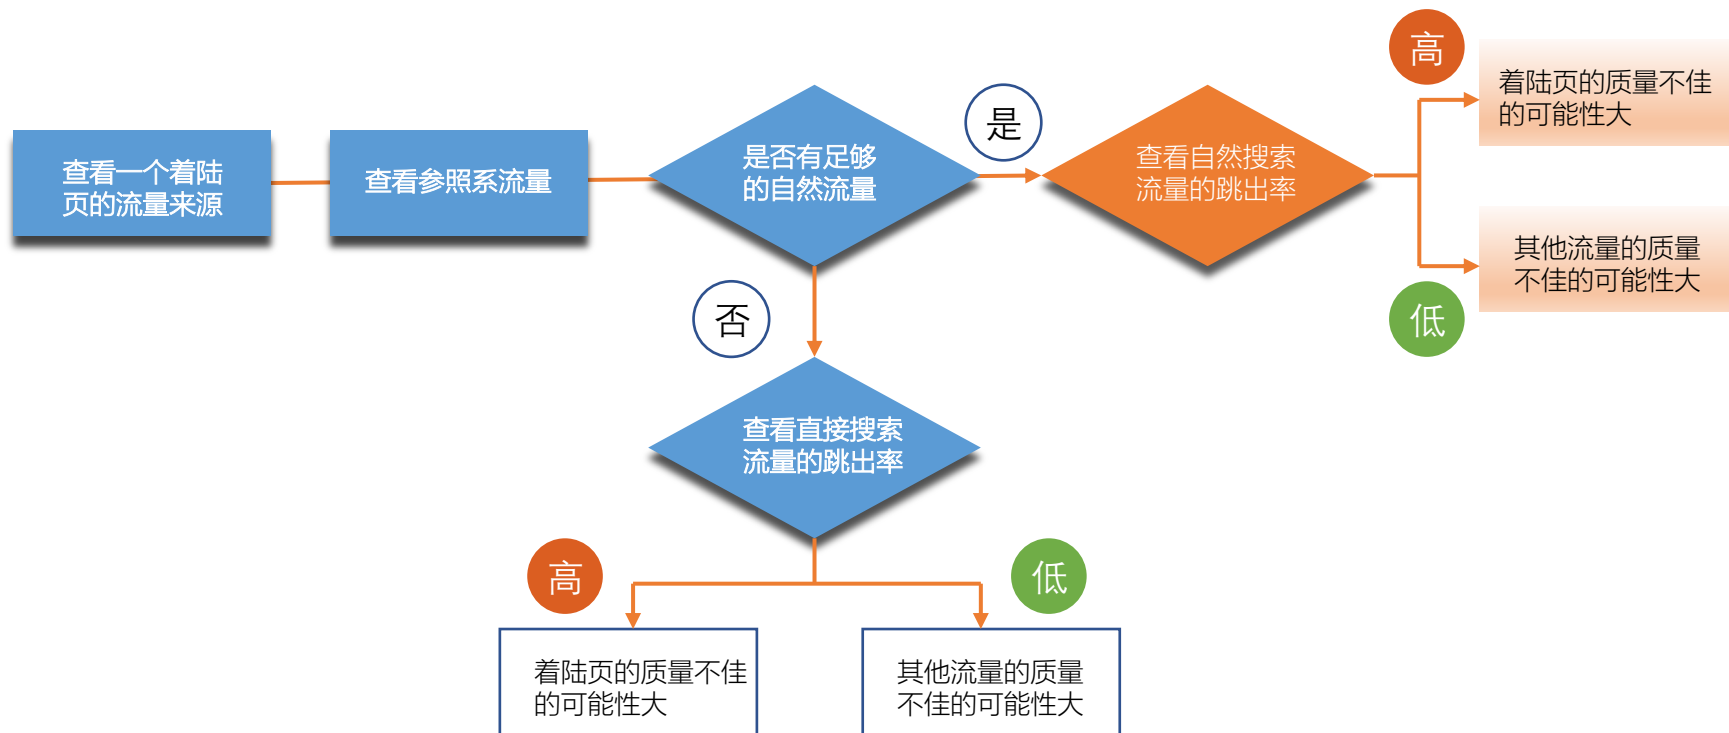 查看一个着陆
页的流量来源
查看参照系流量
是否有足够
的自然流量
是
查看自然搜索
流量的跳出率
高
着陆页的质量不佳
的可能性大
其他流量的质量
不佳的可能性大
低
否
查看直接搜索
流量的跳出率
高
低
着陆页的质量不佳
的可能性大
其他流量的质量
不佳的可能性大